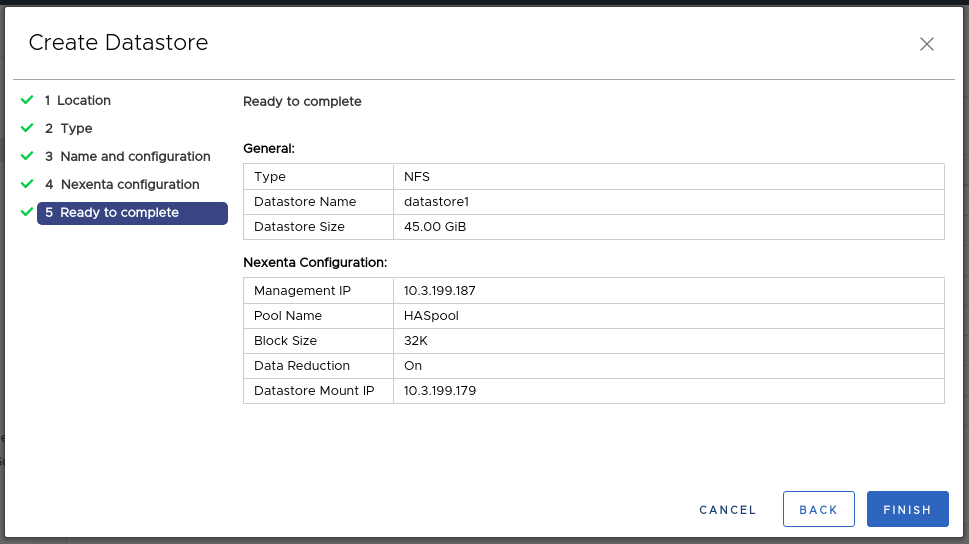 Create Datastore
1 Location
2 Type
3 Name and configuration
4 Nexenta configuration
5 Ready to complete
Ready to complete
General:
Type NFS
Datastore Name datastore1
Datastore Size 45.00 GiB
Nexenta Configuration:
Management IP 10.3.199.187
Pool Name HASpool
Block Size 32K
Data Reduction On
Datastore Mount IP 10.3.199.179
CANCEL BACK FINISH